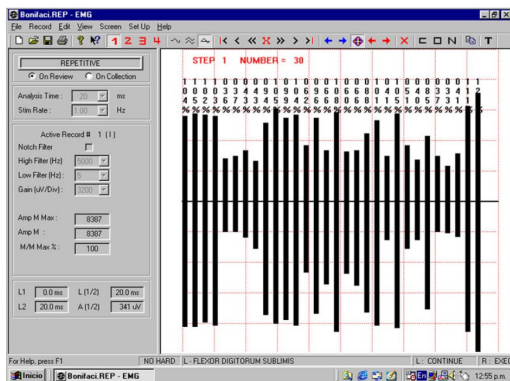 Bonifaci.REP - EMG
File Record Edit View Screen Set Up Help
1 2 3 4
T
REPETITIVE
On Review On Collection
Analysis Time : 20 ms
Stim Rate : 1.00 Hz
Active Record # 1 ( I )
Notch Filter
High Filter (Hz) 5000
Low Filter (Hz) : 5
Gain (uV/Div) : 3200
Amp M Max : 8387
Amp M : 8387
M/M Max % : 100
L1 0.0 ms L (1/2) 20.0 ms
L2 20.0 ms A (1/2) 341 uV
STEP 1 NUMBER = 30
For Help, press F1
NO HARD
L - FLEXOR DIGITORUM SUBLIMIS
L : CONTINUE
R : EXEC
Inicio
Bonifaci.REP - EMG
En
12:55 p.m.